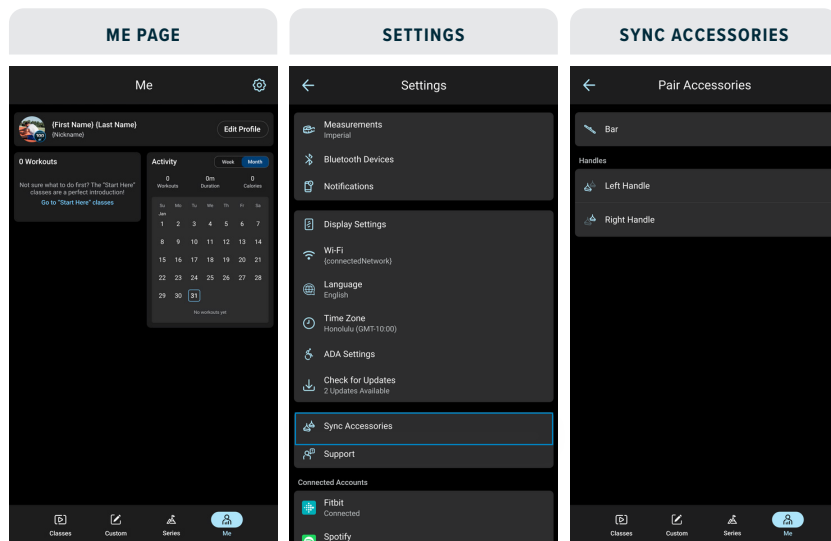 ME PAGE
Me
{First Name} {Last Name}
{Nickname}
100
Edit Profile
0 Workouts
Not sure what to do first? The "Start Here"
classes are a perfect introduction!
Go to "Start Here" classes
Activity
Week Month
0 0m 0
Workouts Duration Calories
Su Mo Tu We Th Fr Sa
Jan
1 2 3 4 5 6 7
8 9 10 11 12 13 14
15 16 17 18 19 20 21
22 23 24 25 26 27 28
29 30 31
No workouts yet
Classes Custom Series Me
SETTINGS
Settings
Measurements
Imperial
Bluetooth Devices
Notifications
Display Settings
Wi-Fi
{connectedNetwork}
Language
English
Time Zone
Honolulu (GMT-10:00)
ADA Settings
Check for Updates
2 Updates Available
Sync Accessories
Support
Connected Accounts
Fitbit
Connected
Spotify
SYNC ACCESSORIES
Pair Accessories
Bar
Handles
Left Handle
Right Handle
Classes Custom Series Me